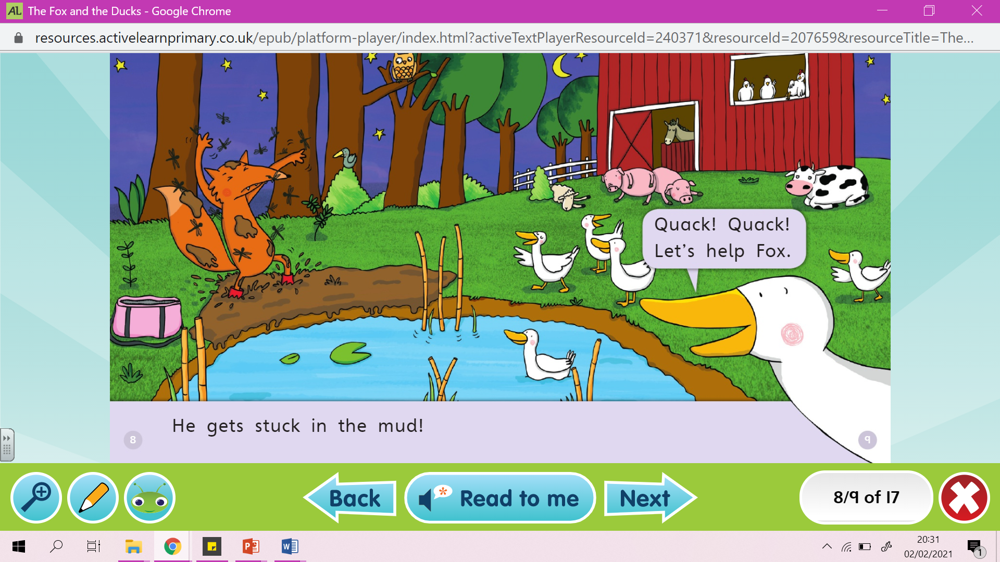 AL The Fox and the Ducks - Google Chrome
resources.activelearnprimary.co.uk/epub/platform-player/index.html?activeTextPlayerResourceId=240371&resourceId=207659&resourceTitle=The...
Quack! Quack!
Let's help Fox.
He gets stuck in the mud!
8
9
Back
Read to me
Next
8/9 of 17
20:31
02/02/2021
1